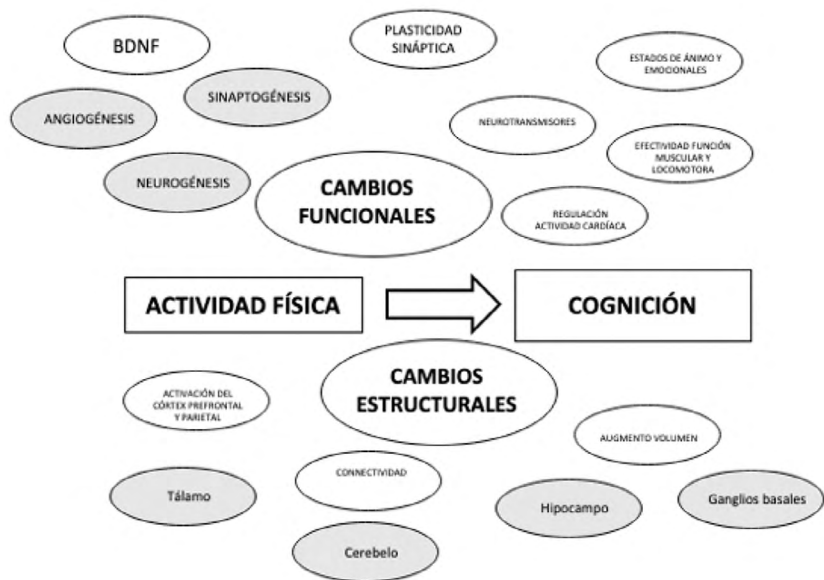 BDNF
PLASTICIDAD
SINÁPTICA
ESTADOS DE ÁNIMO Y
EMOCIONALES
SINAPTOGÉNESIS
ANGIOGÉNESIS
NEUROTRANSMISORES
EFECTIVIDAD FUNCIÓN
MUSCULAR Y
LOCOMOTORA
NEUROGÉNESIS
CAMBIOS
FUNCIONALES
REGULACIÓN
ACTIVIDAD CARDÍACA
ACTIVIDAD FÍSICA
COGNICIÓN
CAMBIOS
ESTRUCTURALES
ACTIVACIÓN DEL
CÓRTEX PREFRONTAL
Y PARIETAL
AUGMENTO VOLUMEN
CONNECTIVIDAD
Tálamo
Hipocampo
Ganglios basales
Cerebelo